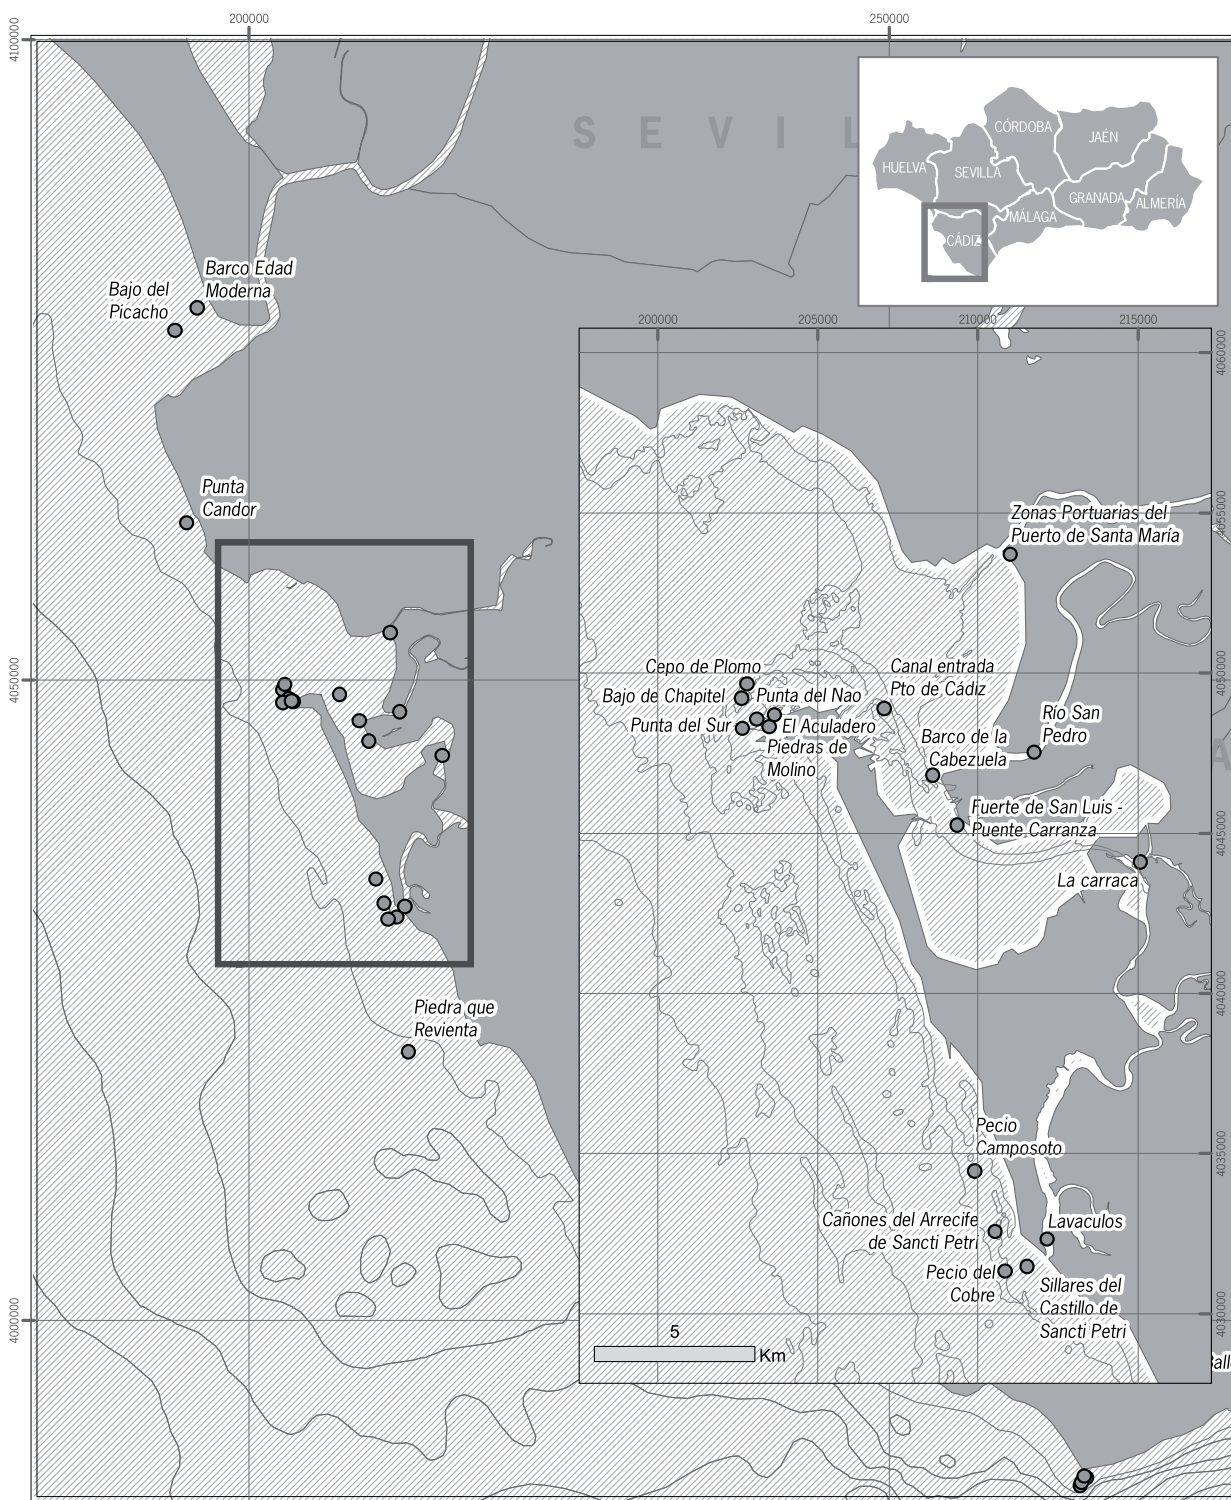 200000
250000
4100000
SEVIL
CÓRDOBA
JAÉN
HUELVA
SEVILLA
GRANADA
ALMERÍA
MÁLAGA
CÁDIZ
Barco Edad
Moderna
Bajo del
Picacho
200000
205000
210000
215000
4060000
Punta
Candor
4055000
Zonas Portuarias del
Puerto de Santa María
4050000
4050000
Cepo de Plomo
Canal entrada
Pto de Cádiz
Bajo de Chapitel
Punta del Nao
Punta del Sur
El Aculadero
Piedras de
Molino
Río San
Pedro
Barco de la
Cabezuela
A
Fuerte de San Luis -
Puente Carranza
4045000
La carraca
4040000
Piedra que
Revienta
Pecio
Camposoto
4035000
Cañones del Arrecife
de Sancti Petri
Lavaculos
Pecio del
Cobre
Sillares del
Castillo de
Sancti Petri
4030000
4000000
5
Km